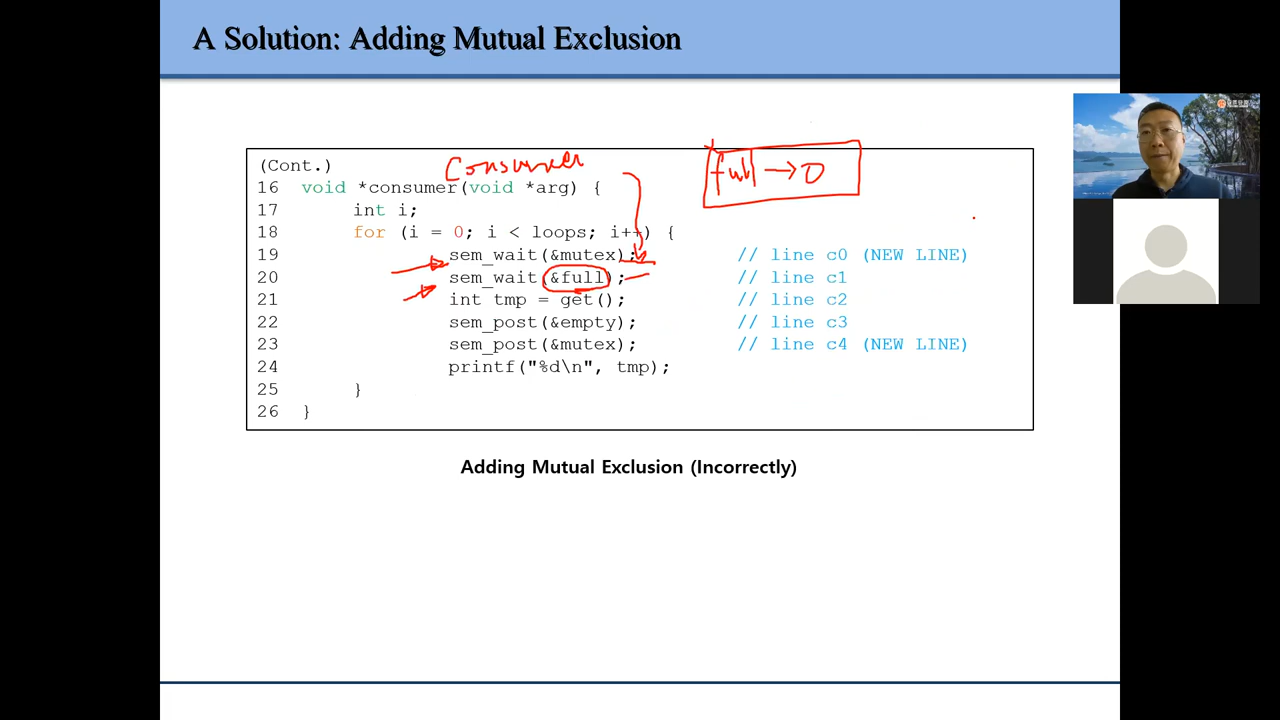 A Solution: Adding Mutual Exclusion
(Cont.)
Consumer
full → 0
16 void *consumer(void *arg) {
17 int i;
18 for (i = 0; i < loops; i++) {
19 sem_wait(&mutex); // line c0 (NEW LINE)
20 sem_wait(&full); // line c1
21 int tmp = get(); // line c2
22 sem_post(&empty); // line c3
23 sem_post(&mutex); // line c4 (NEW LINE)
24 printf("%d\n", tmp);
25 }
26 }
Adding Mutual Exclusion (Incorrectly)